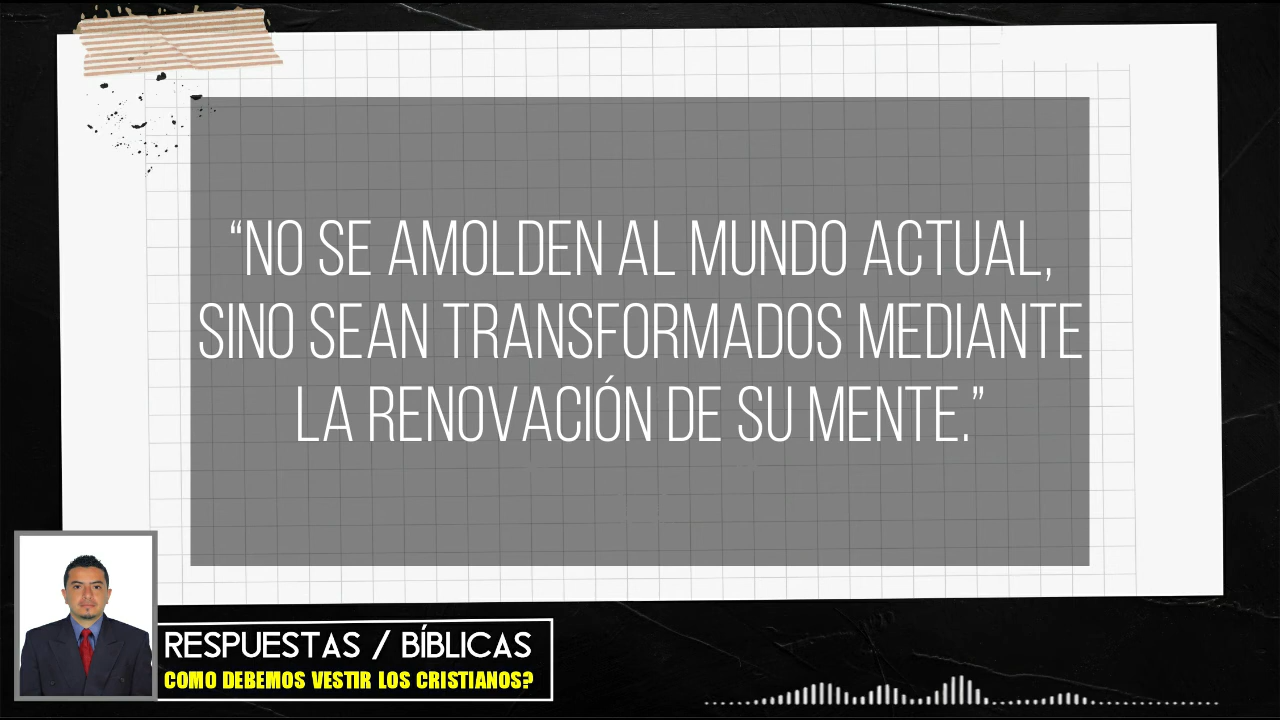 “NO SE AMOLDEN AL MUNDO ACTUAL,
SINO SEAN TRANSFORMADOS MEDIANTE
LA RENOVACIÓN DE SU MENTE.”
RESPUESTAS / BÍBLICAS
COMO DEBEMOS VESTIR LOS CRISTIANOS?